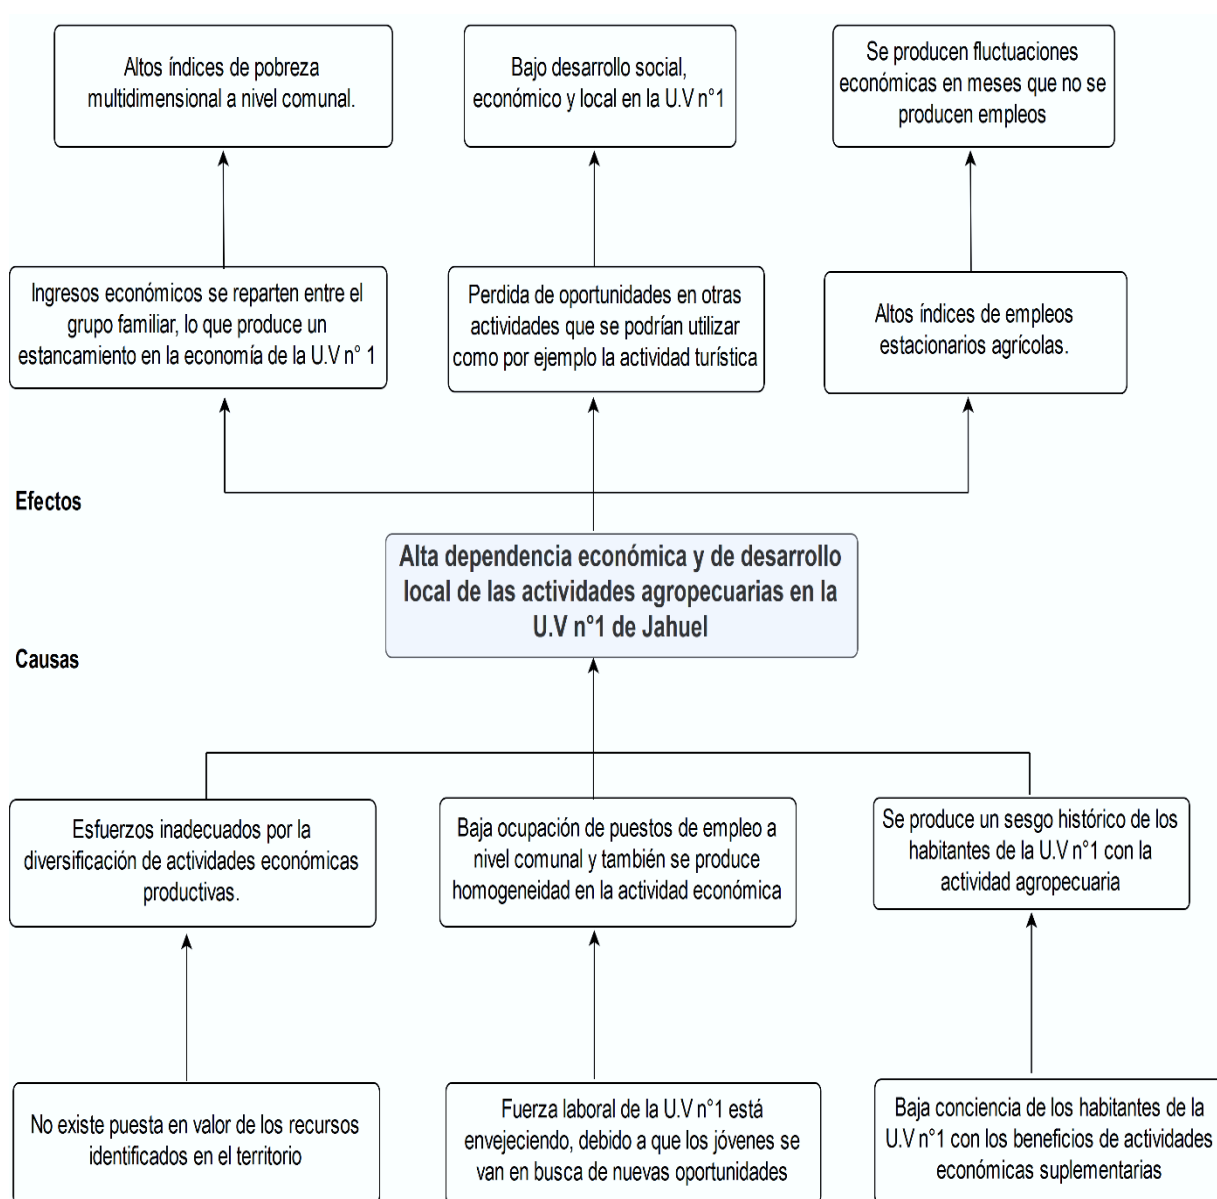 Altos índices de pobreza
multidimensional a nivel comunal.
Bajo desarrollo social,
económico y local en la U.V n°1
Se producen fluctuaciones
económicas en meses que no se
producen empleos
Ingresos económicos se reparten entre el
grupo familiar, lo que produce un
estancamiento en la economía de la U.V n° 1
Perdida de oportunidades en otras
actividades que se podrían utilizar
como por ejemplo la actividad turística
Altos índices de empleos
estacionarios agrícolas.
Efectos
Alta dependencia económica y de desarrollo
local de las actividades agropecuarias en la
U.V n°1 de Jahuel
Causas
Esfuerzos inadecuados por la
diversificación de actividades económicas
productivas.
Baja ocupación de puestos de empleo a
nivel comunal y también se produce
homogeneidad en la actividad económica
Se produce un sesgo histórico de los
habitantes de la U.V n°1 con la
actividad agropecuaria
No existe puesta en valor de los recursos
identificados en el territorio
Fuerza laboral de la U.V n°1 está
envejeciendo, debido a que los jóvenes se
van en busca de nuevas oportunidades
Baja conciencia de los habitantes de la
U.V n°1 con los beneficios de actividades
económicas suplementarias